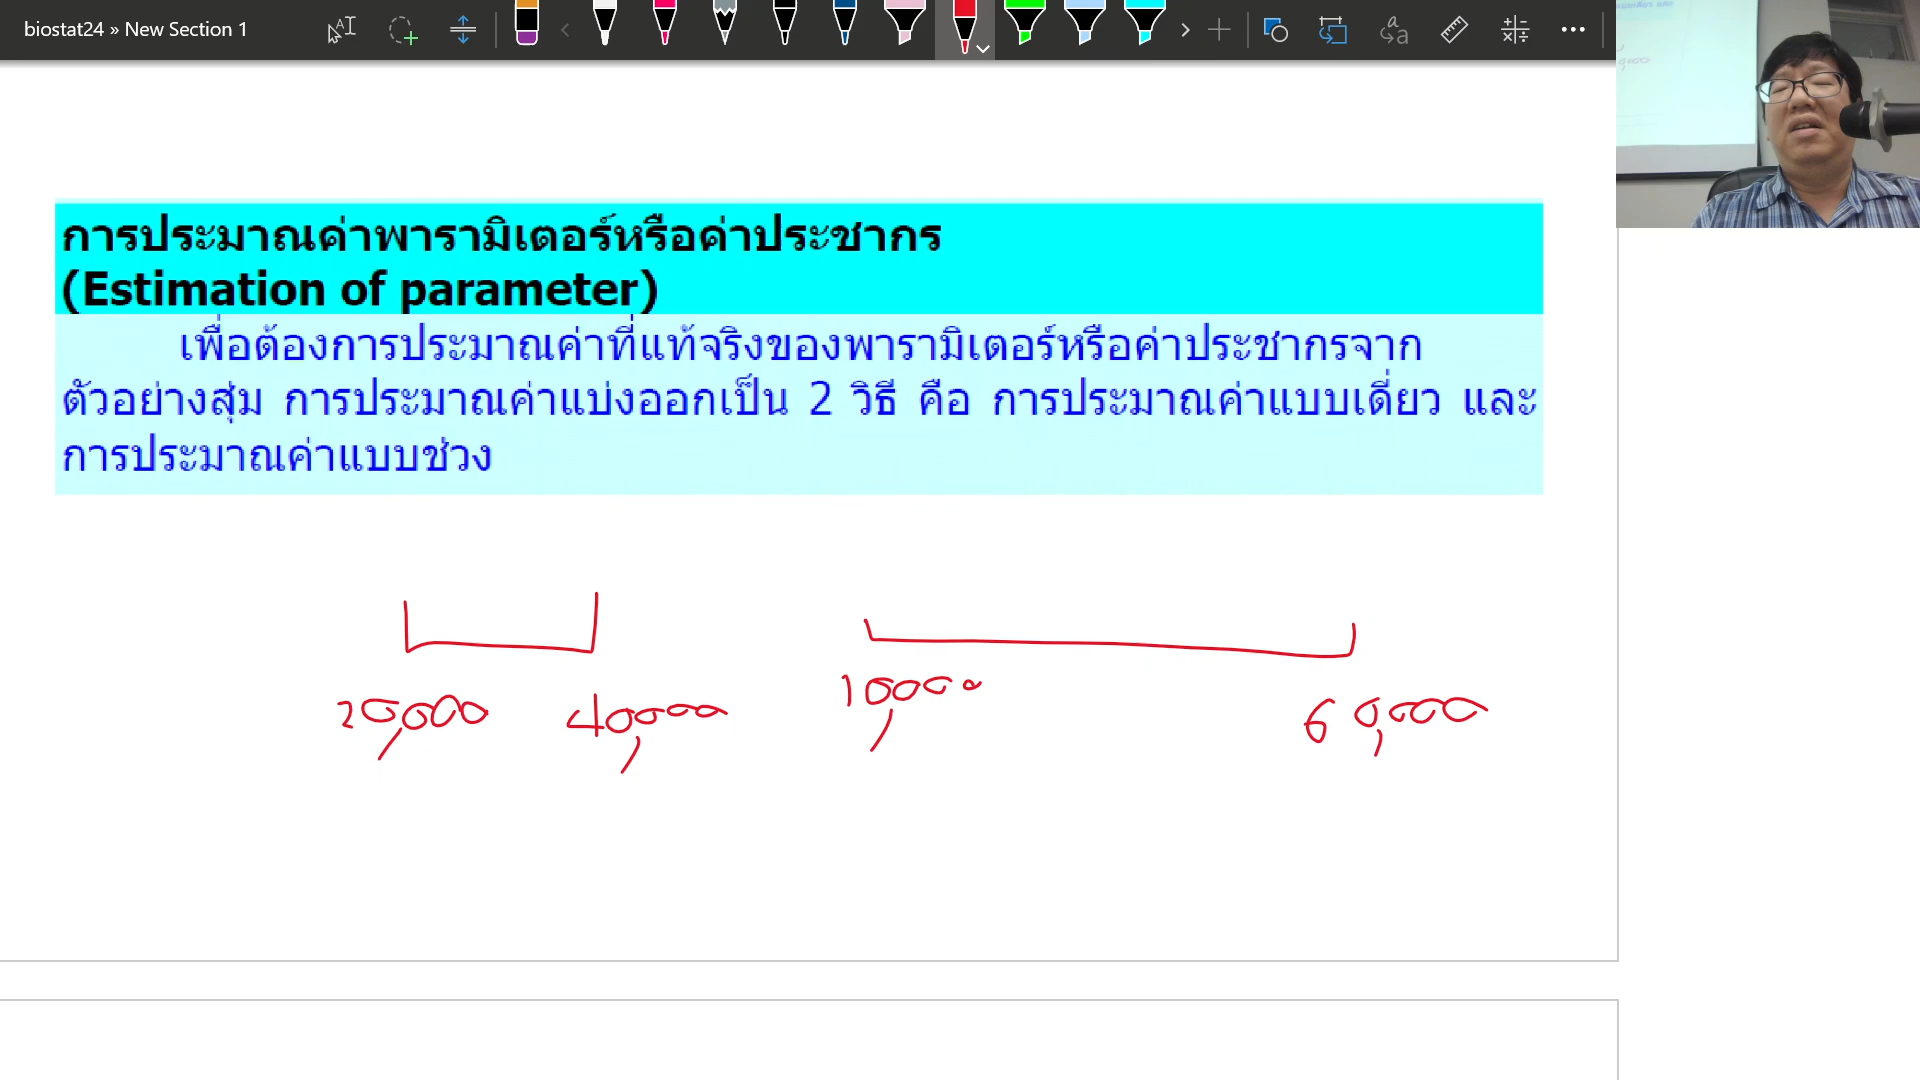 biostat24 » New Section 1
การประมาณค่าพารามิเตอร์หรือค่าประชากร
(Estimation of parameter)
เพื่อต้องการประมาณค่าที่แท้จริงของพารามิเตอร์หรือค่าประชากรจาก
ตัวอย่างสุ่ม การประมาณค่าแบ่งออกเป็น 2 วิธี คือ การประมาณค่าแบบเดี่ยว และ
การประมาณค่าแบบช่วง
20,000 40,000 10,000 60,000